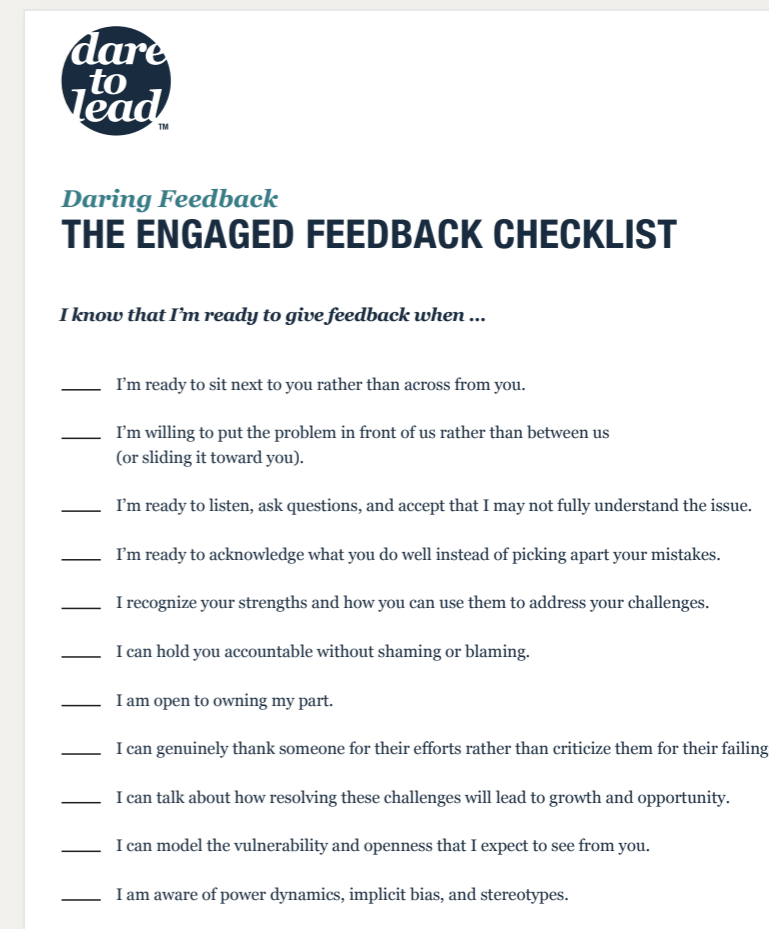 dare
to
lead
TM
Daring Feedback
THE ENGAGED FEEDBACK CHECKLIST
I know that I’m ready to give feedback when ...
I’m ready to sit next to you rather than across from you.
I’m willing to put the problem in front of us rather than between us
(or sliding it toward you).
I’m ready to listen, ask questions, and accept that I may not fully understand the issue.
I’m ready to acknowledge what you do well instead of picking apart your mistakes.
I recognize your strengths and how you can use them to address your challenges.
I can hold you accountable without shaming or blaming.
I am open to owning my part.
I can genuinely thank someone for their efforts rather than criticize them for their failing
I can talk about how resolving these challenges will lead to growth and opportunity.
I can model the vulnerability and openness that I expect to see from you.
I am aware of power dynamics, implicit bias, and stereotypes.